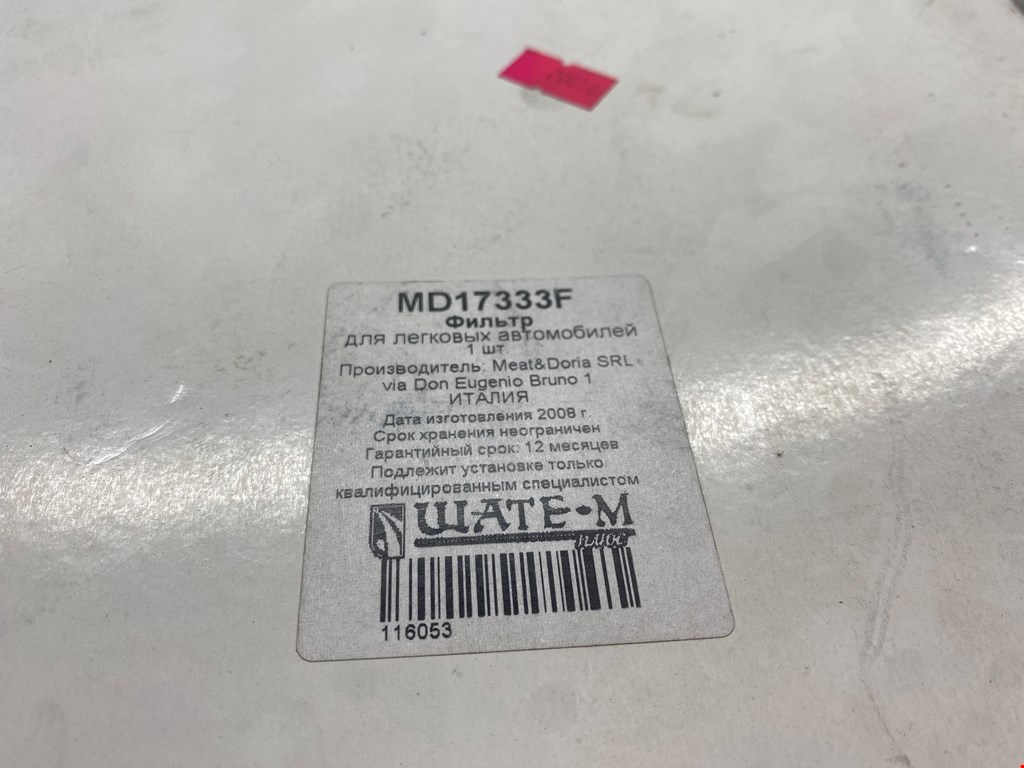 MD17333F
Фильтр
для легковых автомобилей
1 шт.
Производитель: Meat&Doria SRL
via Don Eugenio Bruno 1
ИТАЛИЯ
Дата изготовления 2008 г.
Срок хранения неограничен
Гарантийный срок: 12 месяцев
Подлежит установке только
квалифицированным специалистом
ШАТЕ-М
плюс
116053